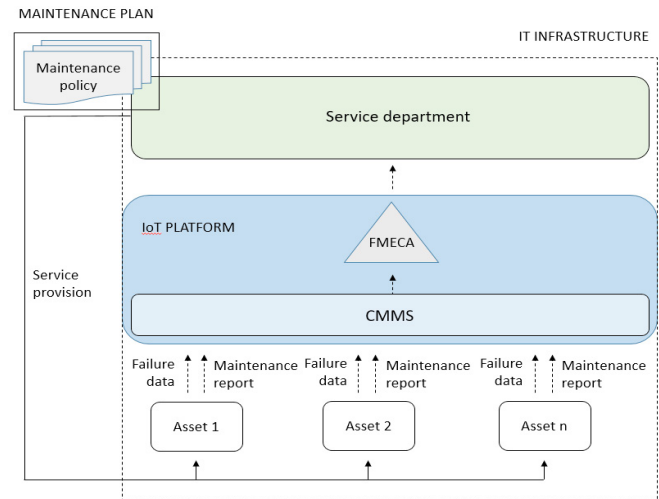 MAINTENANCE PLAN
IT INFRASTRUCTURE
Maintenance
policy
Service department
IoT PLATFORM
FMECA
Service
provision
CMMS
Failure
data
Maintenance
report
Failure
data
Maintenance
report
Failure
data
Maintenance
report
Asset 1
Asset 2
Asset n